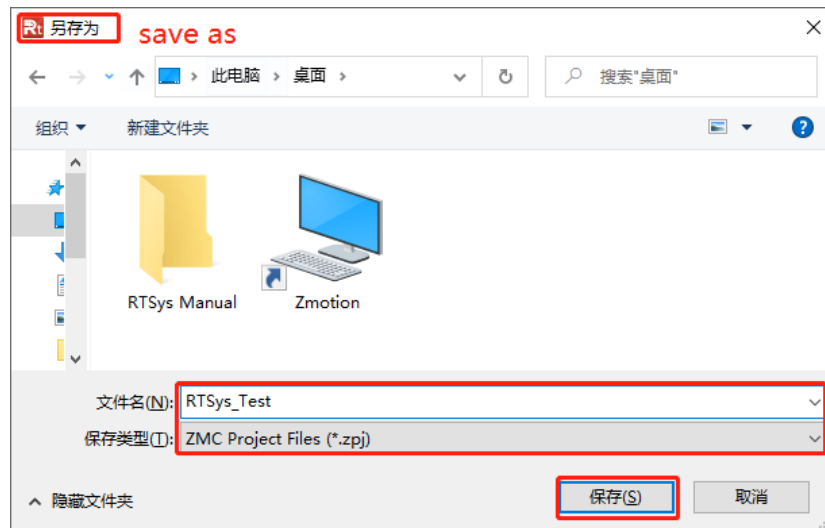 Rt 另存为 save as
此电脑 > 桌面 >
搜索"桌面"
组织 新建文件夹
RTSys Manual Zmotion
文件名(N): RTSys_Test
保存类型(T): ZMC Project Files (*.zpj)
隐藏文件夹 保存(S) 取消